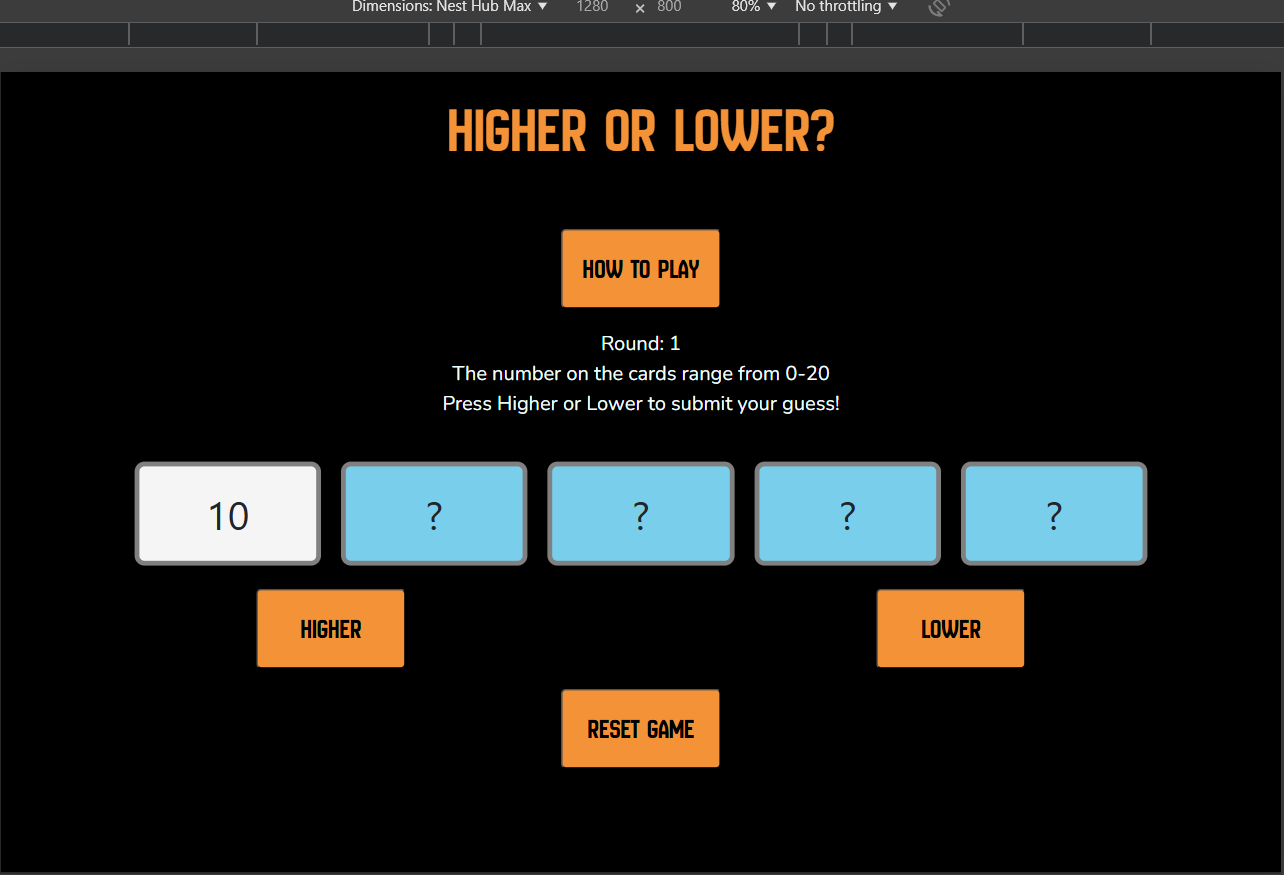 Dimensions: Nest Hub Max ▼ 1280 × 800 80% ▼ No throttling ▼
HIGHER OR LOWER?
HOW TO PLAY
Round: 1
The number on the cards range from 0-20
Press Higher or Lower to submit your guess!
10 ? ? ? ?
HIGHER LOWER
RESET GAME